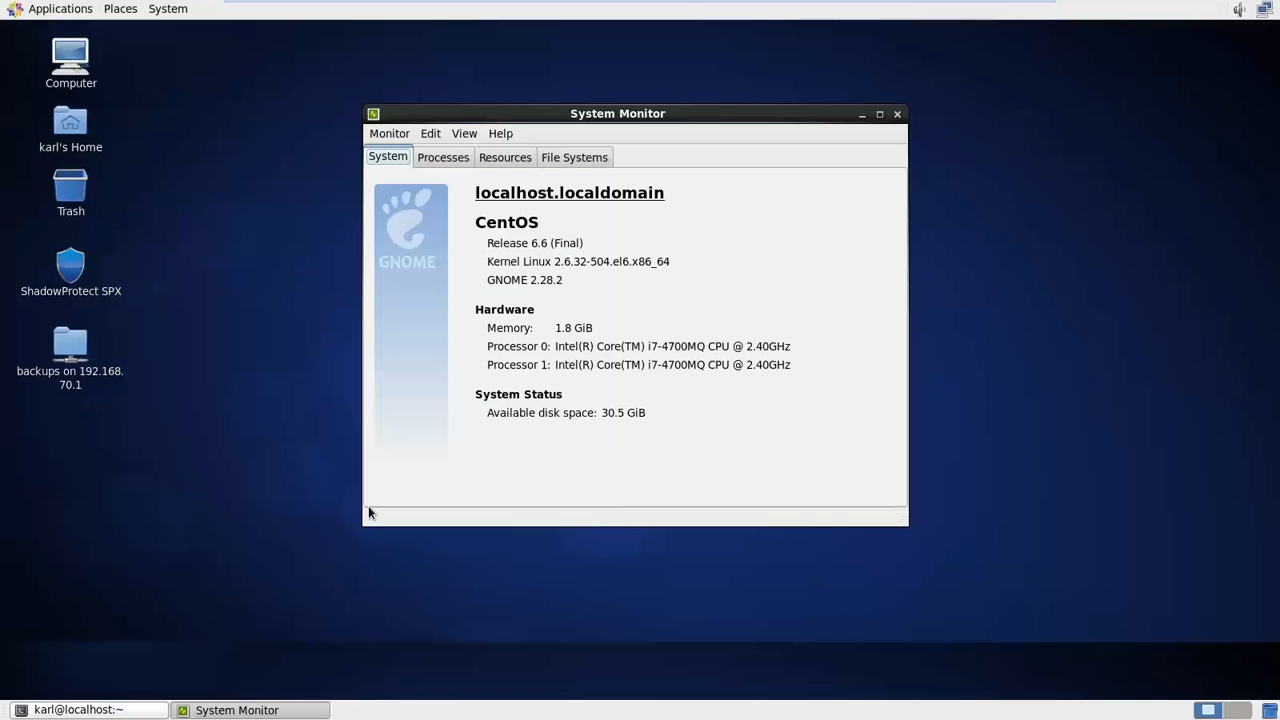 Applications Places System
Computer
karl's Home
Trash
ShadowProtect SPX
backups on 192.168.
70.1
System Monitor
Monitor Edit View Help
System Processes Resources File Systems
GNOME
localhost.localdomain
CentOS
Release 6.6 (Final)
Kernel Linux 2.6.32-504.el6.x86_64
GNOME 2.28.2
Hardware
Memory: 1.8 GiB
Processor 0: Intel(R) Core(TM) i7-4700MQ CPU @ 2.40GHz
Processor 1: Intel(R) Core(TM) i7-4700MQ CPU @ 2.40GHz
System Status
Available disk space: 30.5 GiB
karl@localhost:~ System Monitor